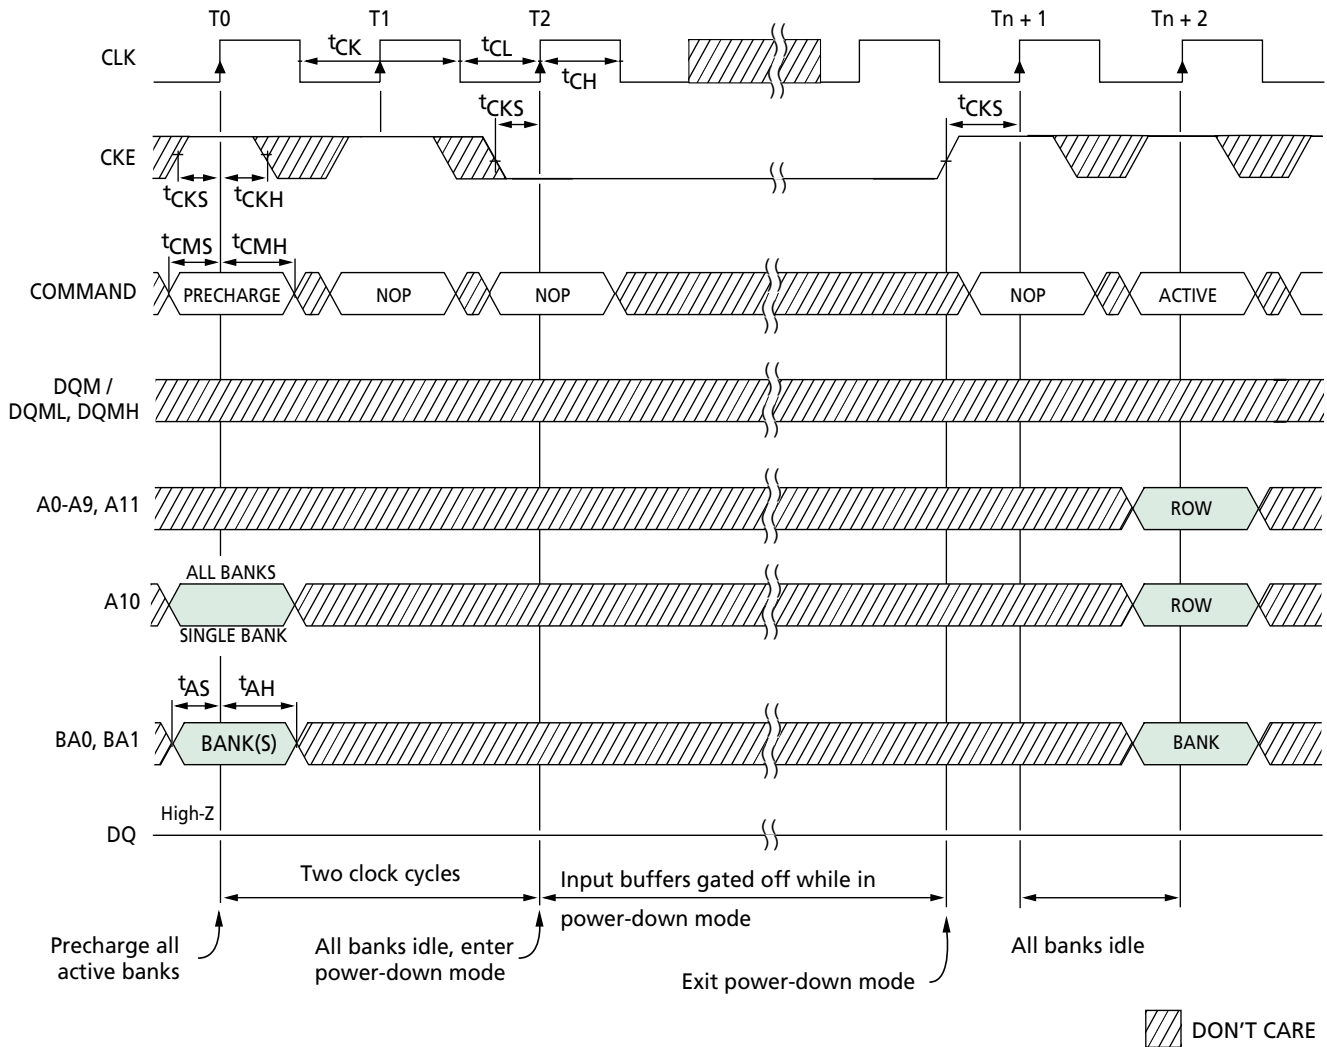 T0 T1 T2 Tn + 1 Tn + 2
CLK
tCK tCL
tCH
tCKS tCKS
CKE
tCKS tCKH
tCMS tCMH
COMMAND PRECHARGE NOP NOP NOP ACTIVE
DQM /
DQML, DQMH
A0-A9, A11 ROW
ALL BANKS
A10 ROW
SINGLE BANK
tAS tAH
BA0, BA1 BANK(S) BANK
High-Z
DQ
Two clock cycles
Input buffers gated off while in
power-down mode
Precharge all
active banks
All banks idle, enter
power-down mode
All banks idle
Exit power-down mode
DON'T CARE